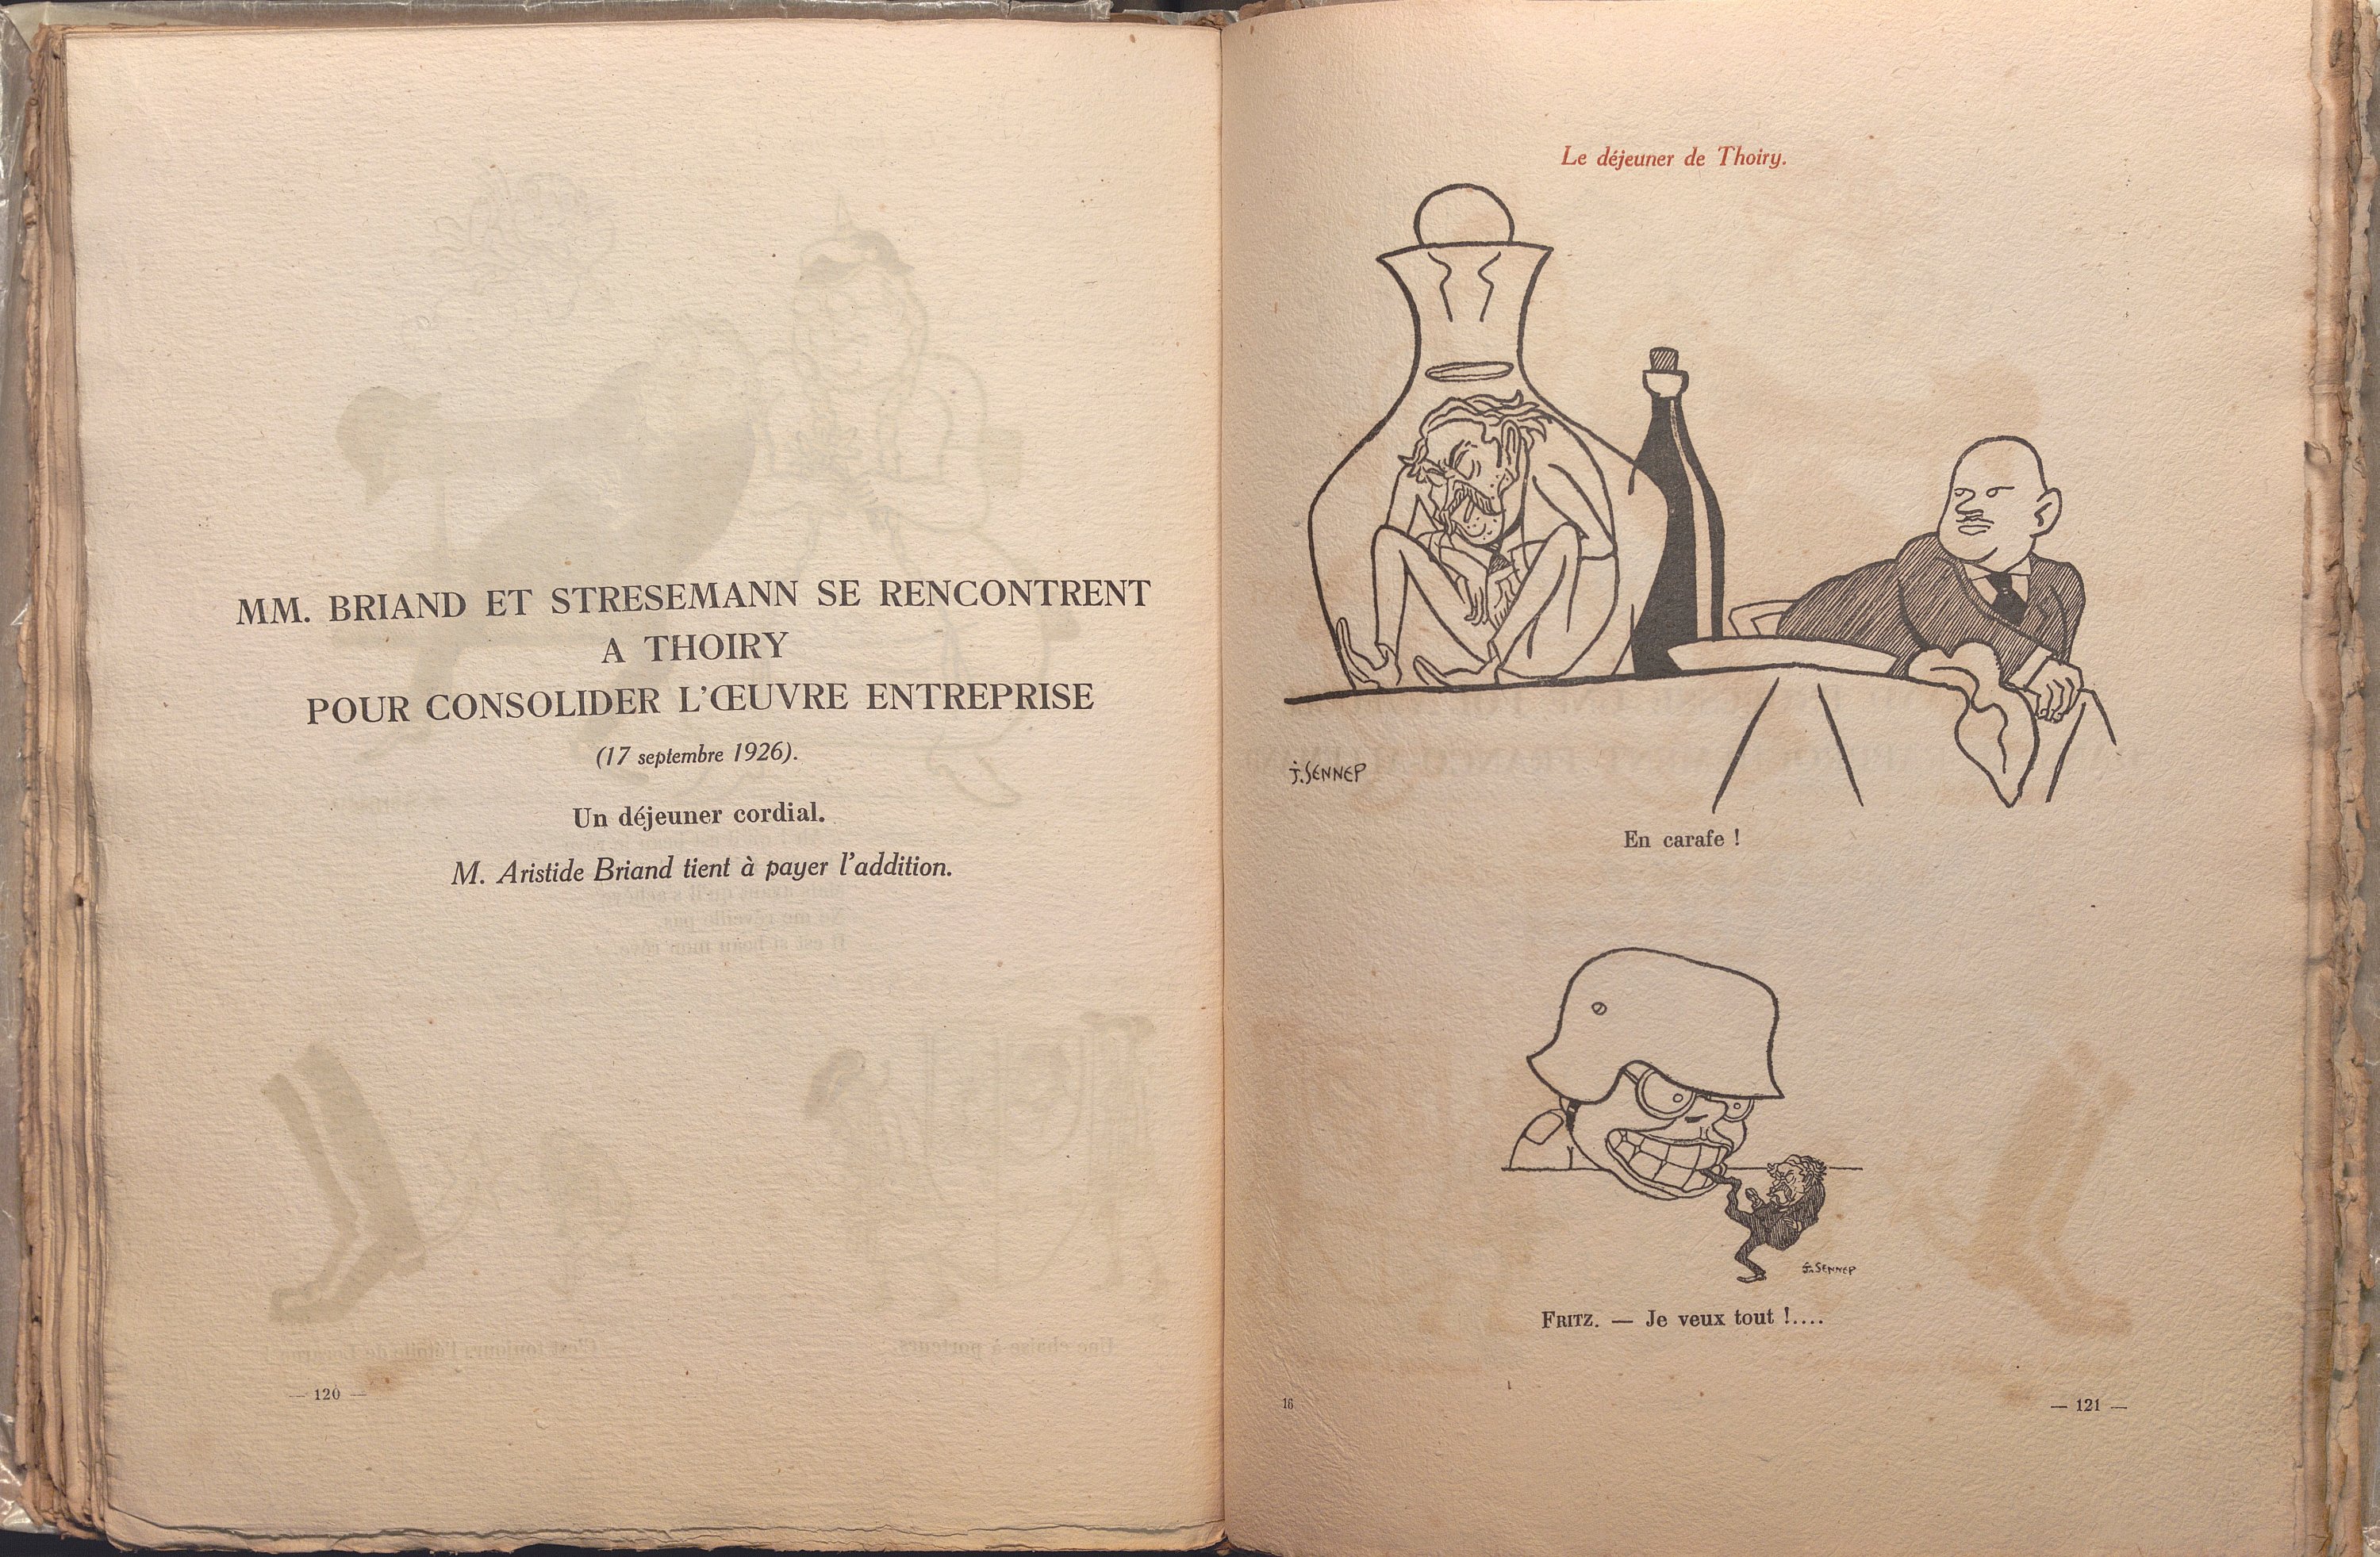 MM. BRIAND ET STRESEMANN SE RENCONTRENT
A THOIRY
POUR CONSOLIDER L'ŒUVRE ENTREPRISE
(17 septembre 1926).
Un déjeuner cordial.
M. Aristide Briand tient à payer l'addition.
— 120 —
Le déjeuner de Thoiry.
j. SENNEP
En carafe !
j. SENNEP
FRITZ. — Je veux tout !....
16
— 121 —